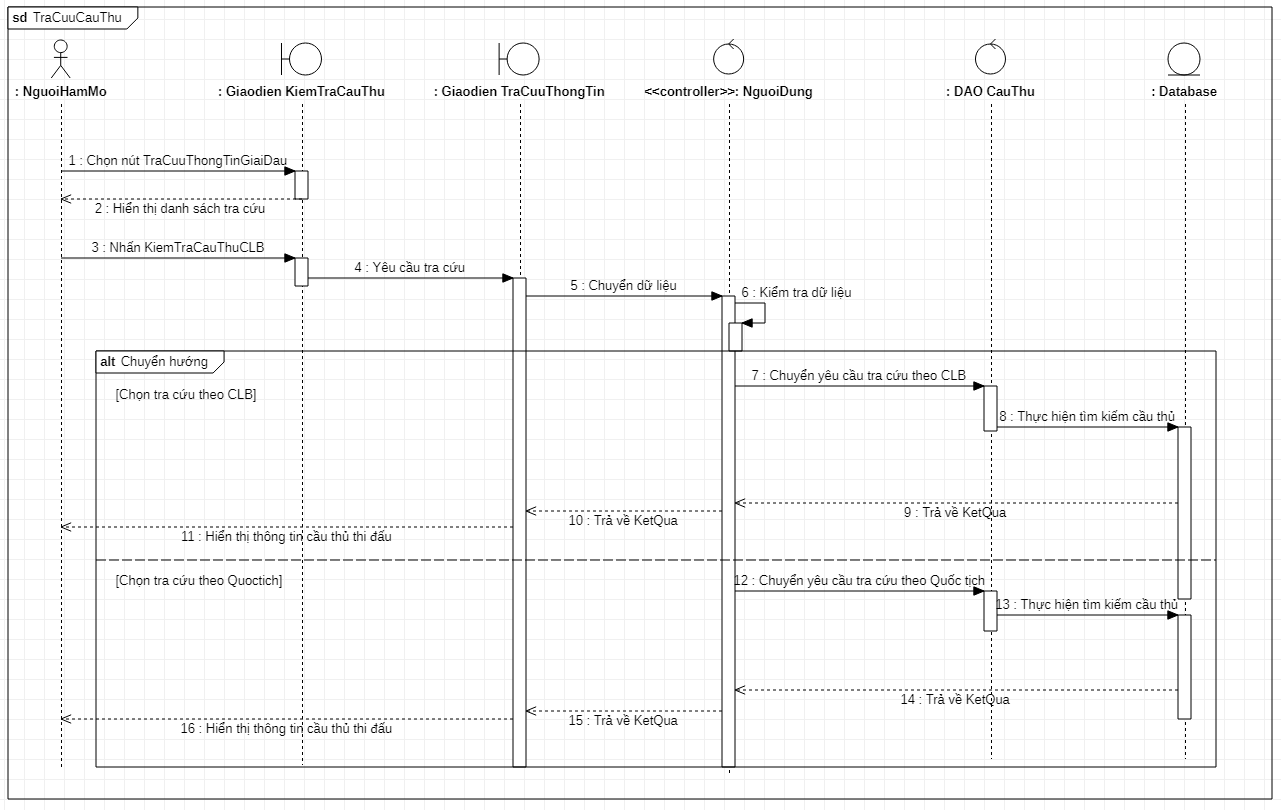 sd TraCuuCauThu
: NguoiHamMo
: Giaodien KiemTraCauThu
: Giaodien TraCuuThongTin
<<controller>>: NguoiDung
: DAO CauThu
: Database
1 : Chọn nút TraCuuThongTinGiaiDau
2 : Hiển thị danh sách tra cứu
3 : Nhấn KiemTraCauThuCLB
4 : Yêu cầu tra cứu
5 : Chuyển dữ liệu
6 : Kiểm tra dữ liệu
alt Chuyển hướng
[Chọn tra cứu theo CLB]
7 : Chuyển yêu cầu tra cứu theo CLB
8 : Thực hiện tìm kiếm cầu thủ
9 : Trả về KetQua
10 : Trả về KetQua
11 : Hiển thị thông tin cầu thủ thi đấu
[Chọn tra cứu theo Quoctich]
12 : Chuyển yêu cầu tra cứu theo Quốc tịch
13 : Thực hiện tìm kiếm cầu thủ
14 : Trả về KetQua
15 : Trả về KetQua
16 : Hiển thị thông tin cầu thủ thi đấu